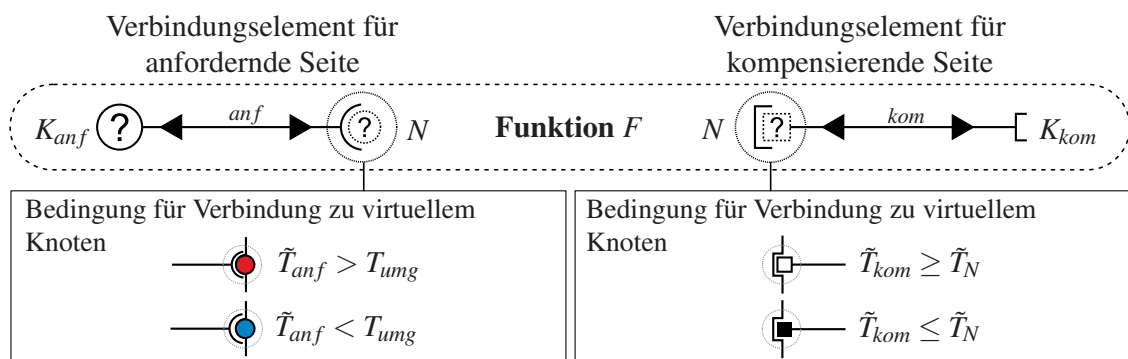 Verbindungselement für
anfordernde Seite
Verbindungselement für
kompensierende Seite
K_anf ? anf ? N Funktion F N ? kom K_kom
Bedingung für Verbindung zu virtuellem
Knoten
T̃_anf > T_umg
T̃_anf < T_umg
Bedingung für Verbindung zu virtuellem
Knoten
T̃_kom ≥ T̃_N
T̃_kom ≤ T̃_N